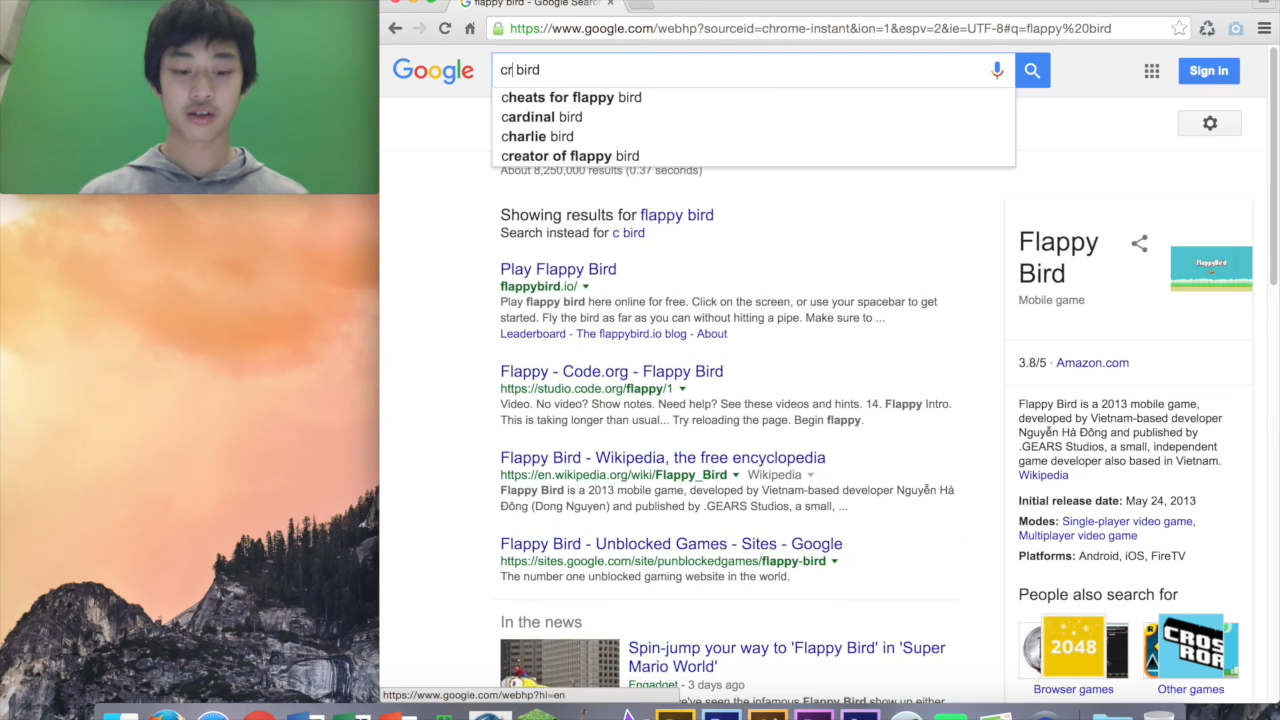 flappy bird - Google Search
https://www.google.com/webhp?sourceid=chrome-instant&ion=1&espv=2&ie=UTF-8#q=flappy%20bird
Google
cr bird
Sign in
cheats for flappy bird
cardinal bird
charlie bird
creator of flappy bird
About 8,250,000 results (0.37 seconds)
Showing results for flappy bird
Search instead for c bird
Play Flappy Bird
flappybird.io/
Play flappy bird here online for free. Click on the screen, or use your spacebar to get
started. Fly the bird as far as you can without hitting a pipe. Make sure to ...
Leaderboard - The flappybird.io blog - About
Flappy - Code.org - Flappy Bird
https://studio.code.org/flappy/1
Video. No video? Show notes. Need help? See these videos and hints. 14. Flappy Intro.
This is taking longer than usual... Try reloading the page. Begin flappy.
Flappy Bird - Wikipedia, the free encyclopedia
https://en.wikipedia.org/wiki/Flappy_Bird Wikipedia
Flappy Bird is a 2013 mobile game, developed by Vietnam-based developer Nguyễn Hà
Đông (Dong Nguyen) and published by .GEARS Studios, a small, ...
Flappy Bird - Unblocked Games - Sites - Google
https://sites.google.com/site/punblockedgames/flappy-bird
The number one unblocked gaming website in the world.
In the news
Spin-jump your way to 'Flappy Bird' in 'Super
Mario World'
Engadget - 3 days ago
we've seen the infamous Flappy Bird show up either
https://www.google.com/webhp?hl=en
Flappy
Bird
Mobile game
FlappyBird
3.8/5 · Amazon.com
Flappy Bird is a 2013 mobile game,
developed by Vietnam-based developer
Nguyễn Hà Đông and published by
.GEARS Studios, a small, independent
game developer also based in Vietnam.
Wikipedia
Initial release date: May 24, 2013
Modes: Single-player video game,
Multiplayer video game
Platforms: Android, iOS, FireTV
People also search for
2048
CROS
ROA
Browser games
Other games